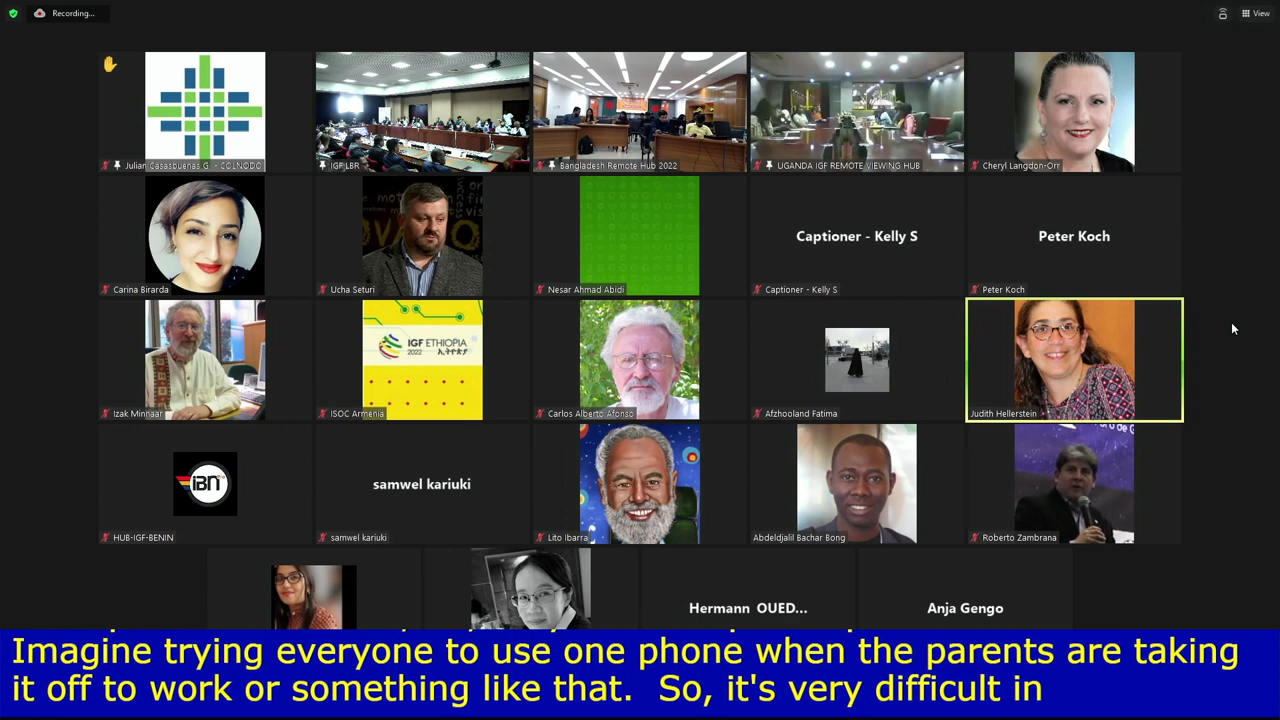 Recording...
View
Julian Casasbuenas G. - COLNODO
IGF LBR
Bangladesh Remote Hub 2022
UGANDA IGF REMOTE VIEWING HUB
Cheryl Langdon-Orr
Captioner - Kelly S
Peter Koch
Carina Birarda
Ucha Seturi
Nesar Ahmad Abidi
Captioner - Kelly S
Peter Koch
IGF ETHIOPIA
2022 ኢትዮጵያ
Izak Minnaar
ISOC Armenia
Carlos Alberto Afonso
Afzhooland Fatima
Judith Hellerstein
iBN
samwel kariuki
HUB-IGF-BENIN
samwel kariuki
Lito Ibarra
Abdeldjalil Bachar Bong
Roberto Zambrana
Hermann OUED...
Anja Gengo
Imagine trying everyone to use one phone when the parents are taking
it off to work or something like that. So, it's very difficult in